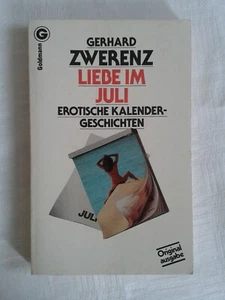 G
Goldmann
GERHARD
ZWERENZ
LIEBE IM
JULI
EROTISCHE KALENDER-
GESCHICHTEN
JULI
Original
ausgabe